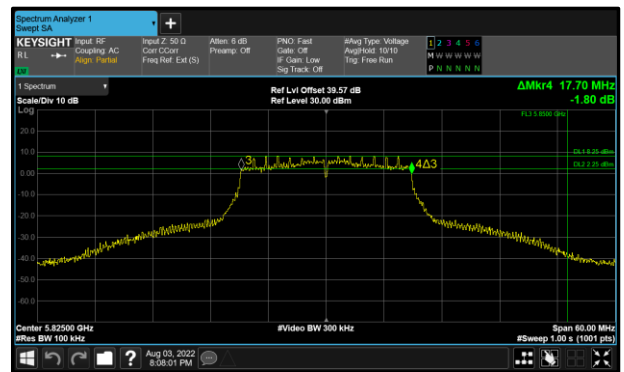 Spectrum Analyzer 1
Swept SA
KEYSIGHT
Input: RF
Coupling: AC
Align: Partial
Input Z: 50 Ω
Corr CCorr
Freq Ref: Ext (S)
Atten: 6 dB
Preamp: Off
PNO: Fast
Gate: Off
IF Gain: Low
Sig Track: Off
#Avg Type: Voltage
Avg|Hold: 10/10
Trig: Free Run
1 2 3 4 5 6
M W W W W W
P N N N N N
RL
LXI
1 Spectrum
Scale/Div 10 dB
Ref Lvl Offset 39.57 dB
Ref Level 30.00 dBm
ΔMkr4 17.70 MHz
-1.80 dB
Log
FL3 5.8500 GHz
20.0
10.0
0.00
-10.0
-20.0
-30.0
-40.0
-50.0
-60.0
3
4Δ3
DL1 8.25 dBm
DL2 2.25 dBm
Center 5.82500 GHz
#Res BW 100 kHz
#Video BW 300 kHz
Span 60.00 MHz
#Sweep 1.00 s (1001 pts)
?
Aug 03, 2022
8:08:01 PM